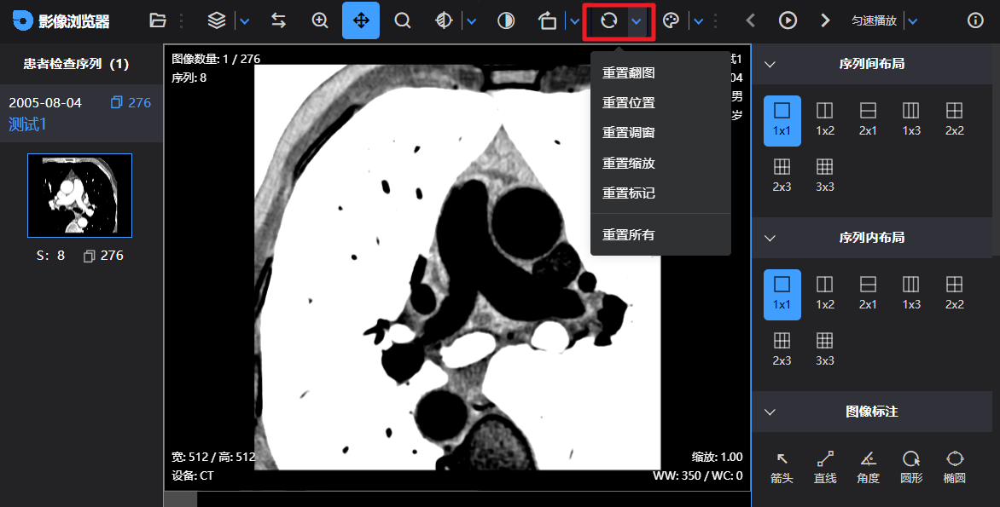 影像浏览器
匀速播放
患者检查序列（1）
2005-08-04 276
测试1
S: 8 276
图像数量: 1 / 276
序列: 8
试1
04
男
岁
重置翻图
重置位置
重置调窗
重置缩放
重置标记
重置所有
宽: 512 / 高: 512
设备: CT
缩放: 1.00
WW: 350 / WC: 0
序列间布局
1x1 1x2 2x1 1x3 2x2
2x3 3x3
序列内布局
1x1 1x2 2x1 1x3 2x2
2x3 3x3
图像标注
箭头 直线 角度 圆形 椭圆